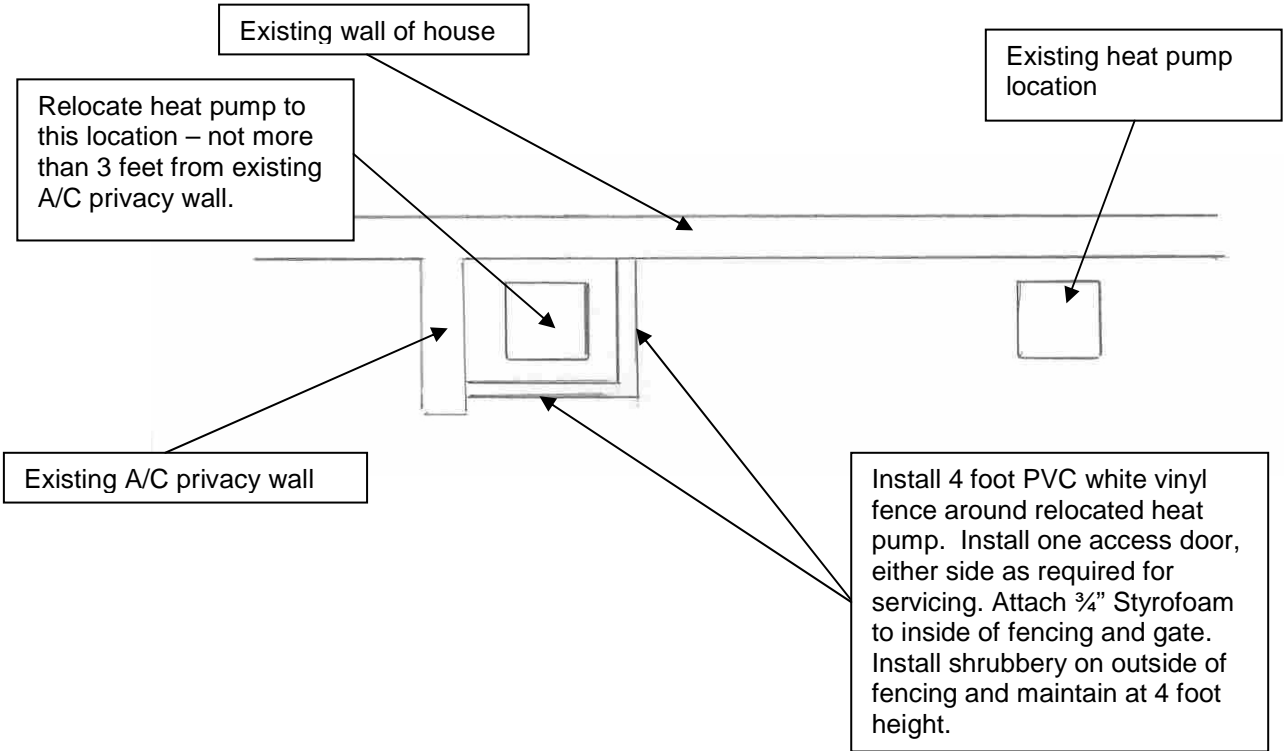 Existing wall of house
Existing heat pump
location
Relocate heat pump to
this location – not more
than 3 feet from existing
A/C privacy wall.
Existing A/C privacy wall
Install 4 foot PVC white vinyl
fence around relocated heat
pump.  Install one access door,
either side as required for
servicing. Attach ¾” Styrofoam
to inside of fencing and gate.
Install shrubbery on outside of
fencing and maintain at 4 foot
height.